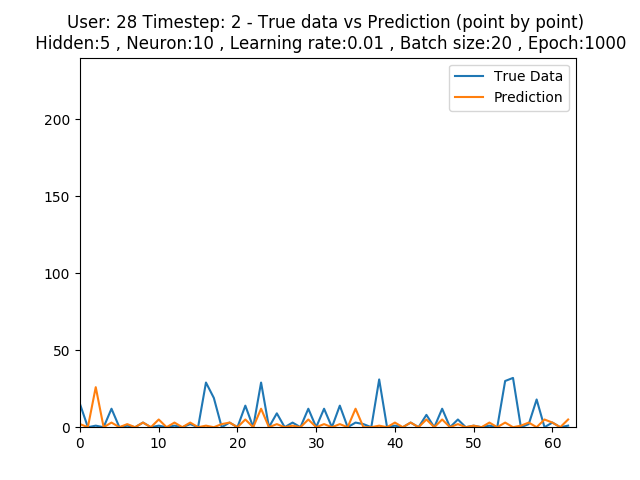 User: 28 Timestep: 2 - True data vs Prediction (point by point)
Hidden:5 , Neuron:10 , Learning rate:0.01 , Batch size:20 , Epoch:1000
True Data
Prediction
200
150
100
50
0
0 10 20 30 40 50 60